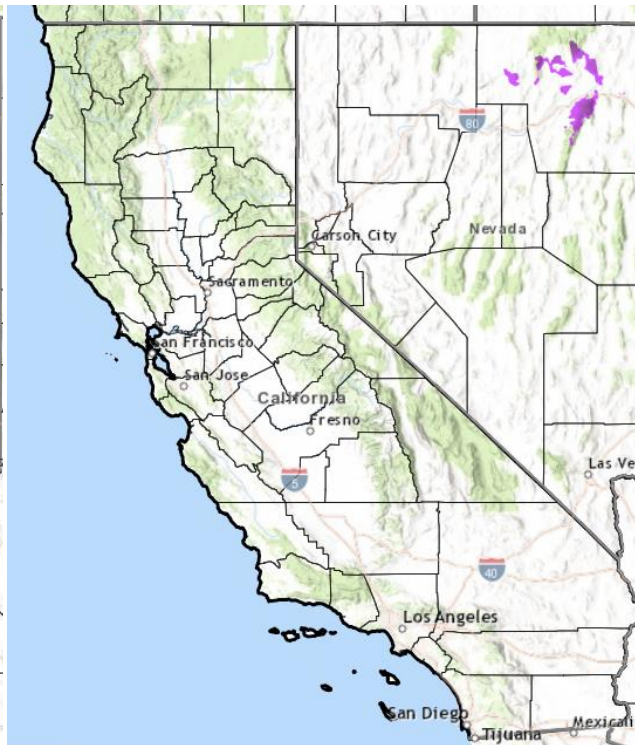 80
Nevada
Carson City
Sacramento
San Francisco
San Jose
California
Fresno
5
Las Ve
40
Los Angeles
San Diego
Tijuana
Mexicali